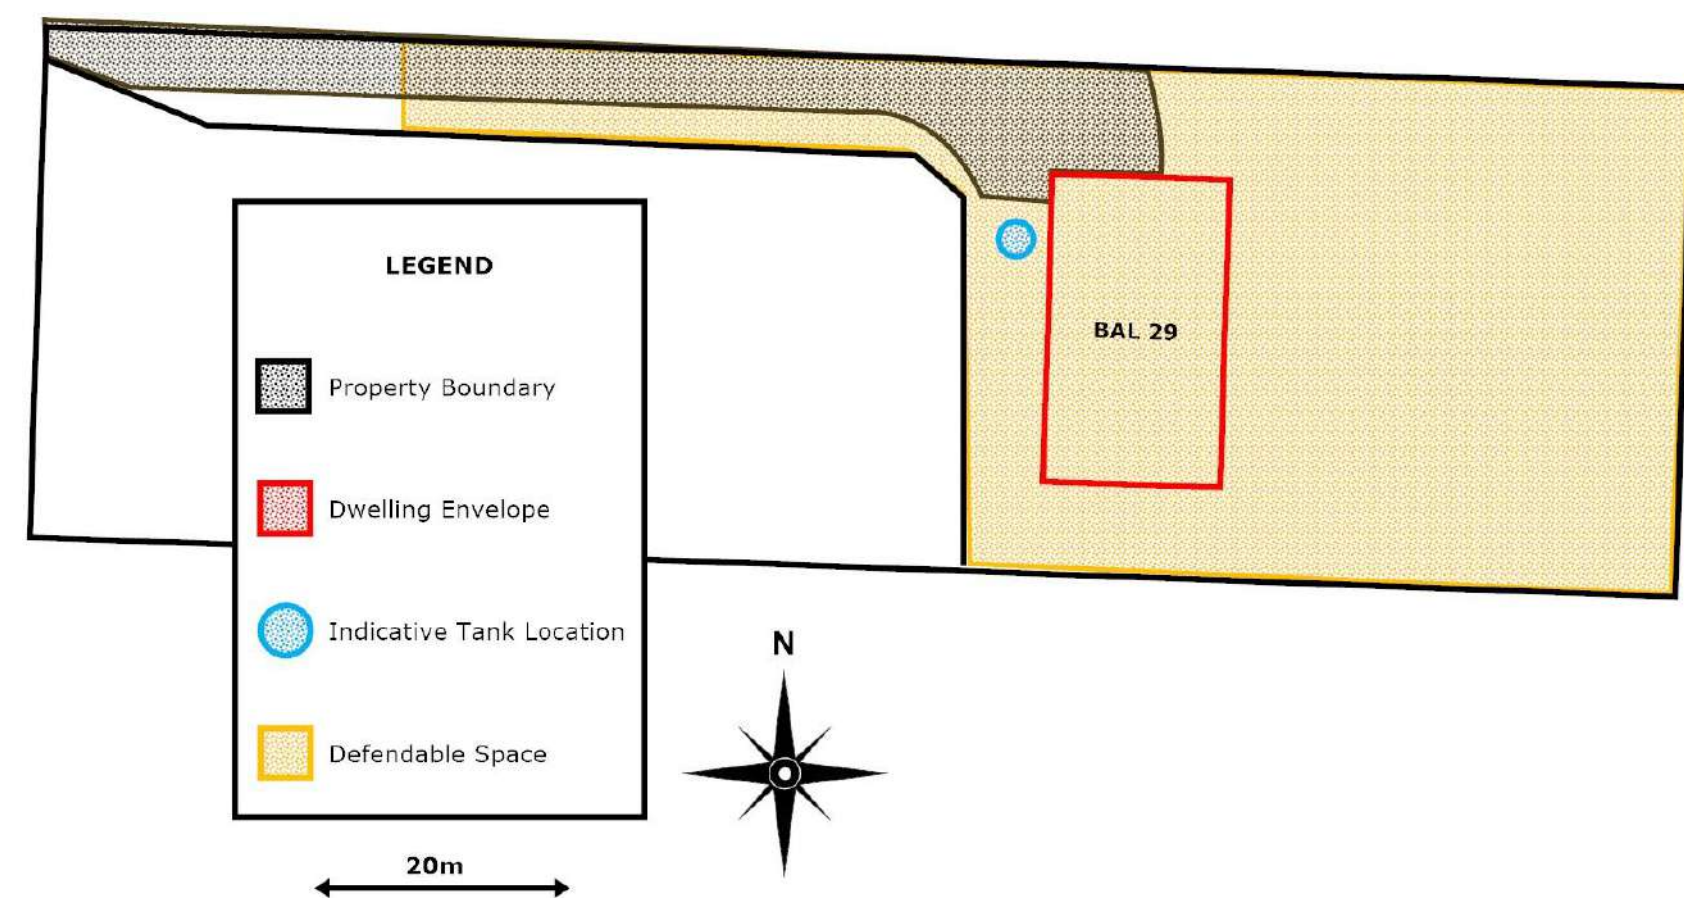 BAL 29
LEGEND
Property Boundary
Dwelling Envelope
Indicative Tank Location
Defendable Space
N
20m